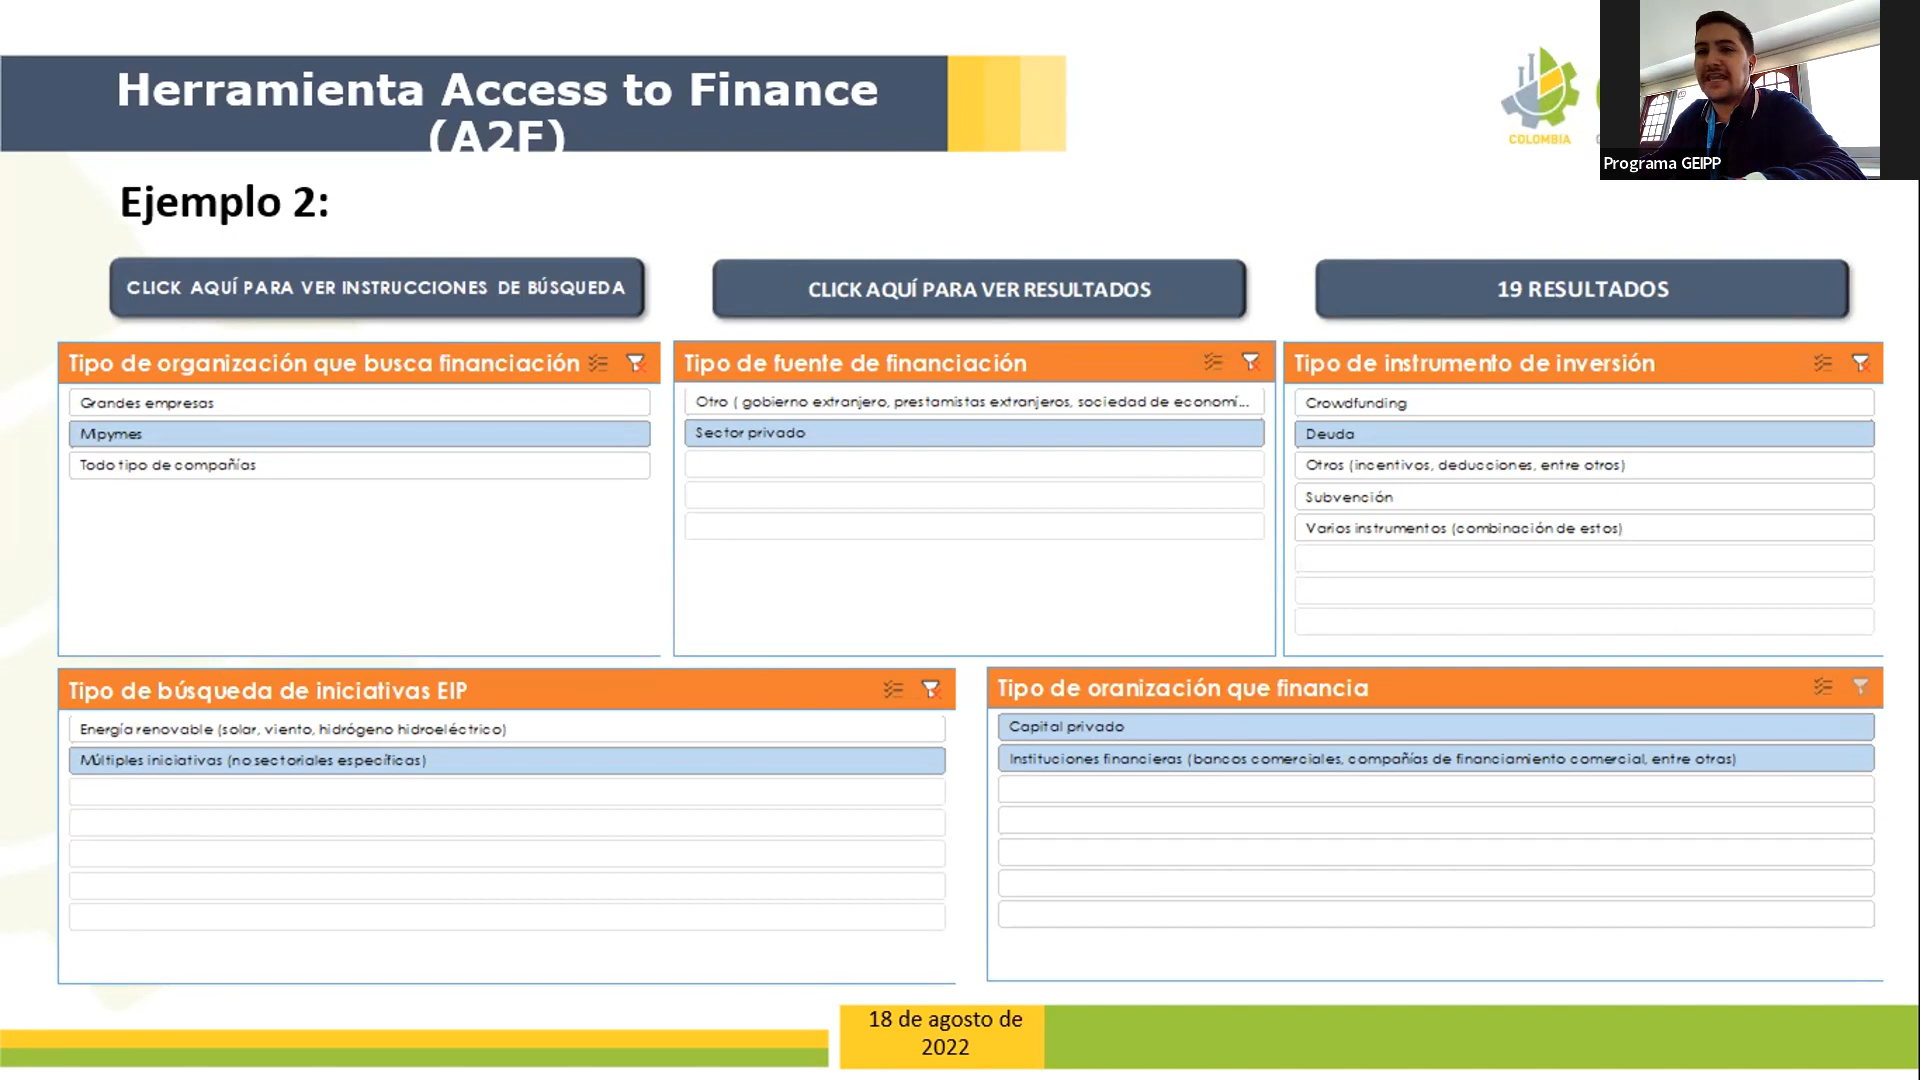 Herramienta Access to Finance
(A2F)
COLOMBIA
Programa GEIPP
Ejemplo 2:
CLICK AQUÍ PARA VER INSTRUCCIONES DE BÚSQUEDA
CLICK AQUÍ PARA VER RESULTADOS
19 RESULTADOS
Tipo de organización que busca financiación
Grandes empresas
Mipymes
Todo tipo de compañías
Tipo de fuente de financiación
Otro ( gobierno extranjero, prestamistas extranjeros, sociedad de economí...
Sector privado
Tipo de instrumento de inversión
Crowdfunding
Deuda
Otros (incentivos, deducciones, entre otros)
Subvención
Varios instrumentos (combinación de estos)
Tipo de búsqueda de iniciativas EIP
Energía renovable (solar, viento, hidrógeno hidroeléctrico)
Múltiples iniciativas (no sectoriales específicas)
Tipo de oranización que financia
Capital privado
Instituciones financieras (bancos comerciales, compañías de financiamiento comercial, entre otras)
18 de agosto de
2022